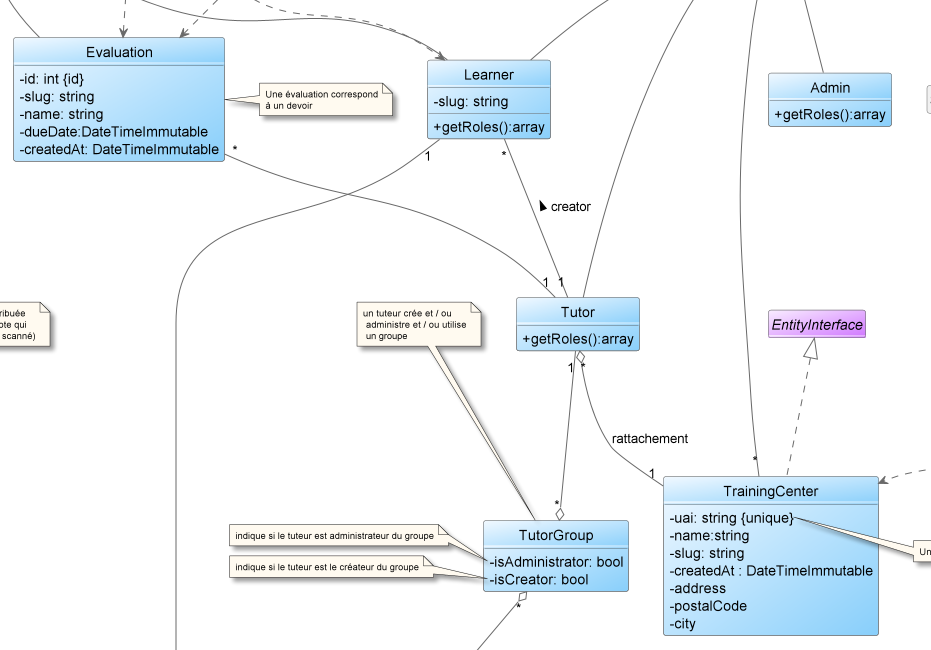 Evaluation
-id: int {id}
-slug: string
-name: string
-dueDate:DateTimeImmutable
-createdAt: DateTimeImmutable
*
Une évaluation correspond
à un devoir
Learner
-slug: string
+getRoles():array
1
*
Admin
+getRoles():array
creator
1
1
ribuée
ote qui
scanné)
un tuteur crée et / ou
administre et / ou utilise
un groupe
Tutor
+getRoles():array
1
*
EntityInterface
rattachement
1
*
*
TrainingCenter
-uai: string {unique}
-name:string
-slug: string
-createdAt : DateTimeImmutable
-address
-postalCode
-city
Un
TutorGroup
-isAdministrator: bool
-isCreator: bool
*
indique si le tuteur est administrateur du groupe
indique si le tuteur est le créateur du groupe